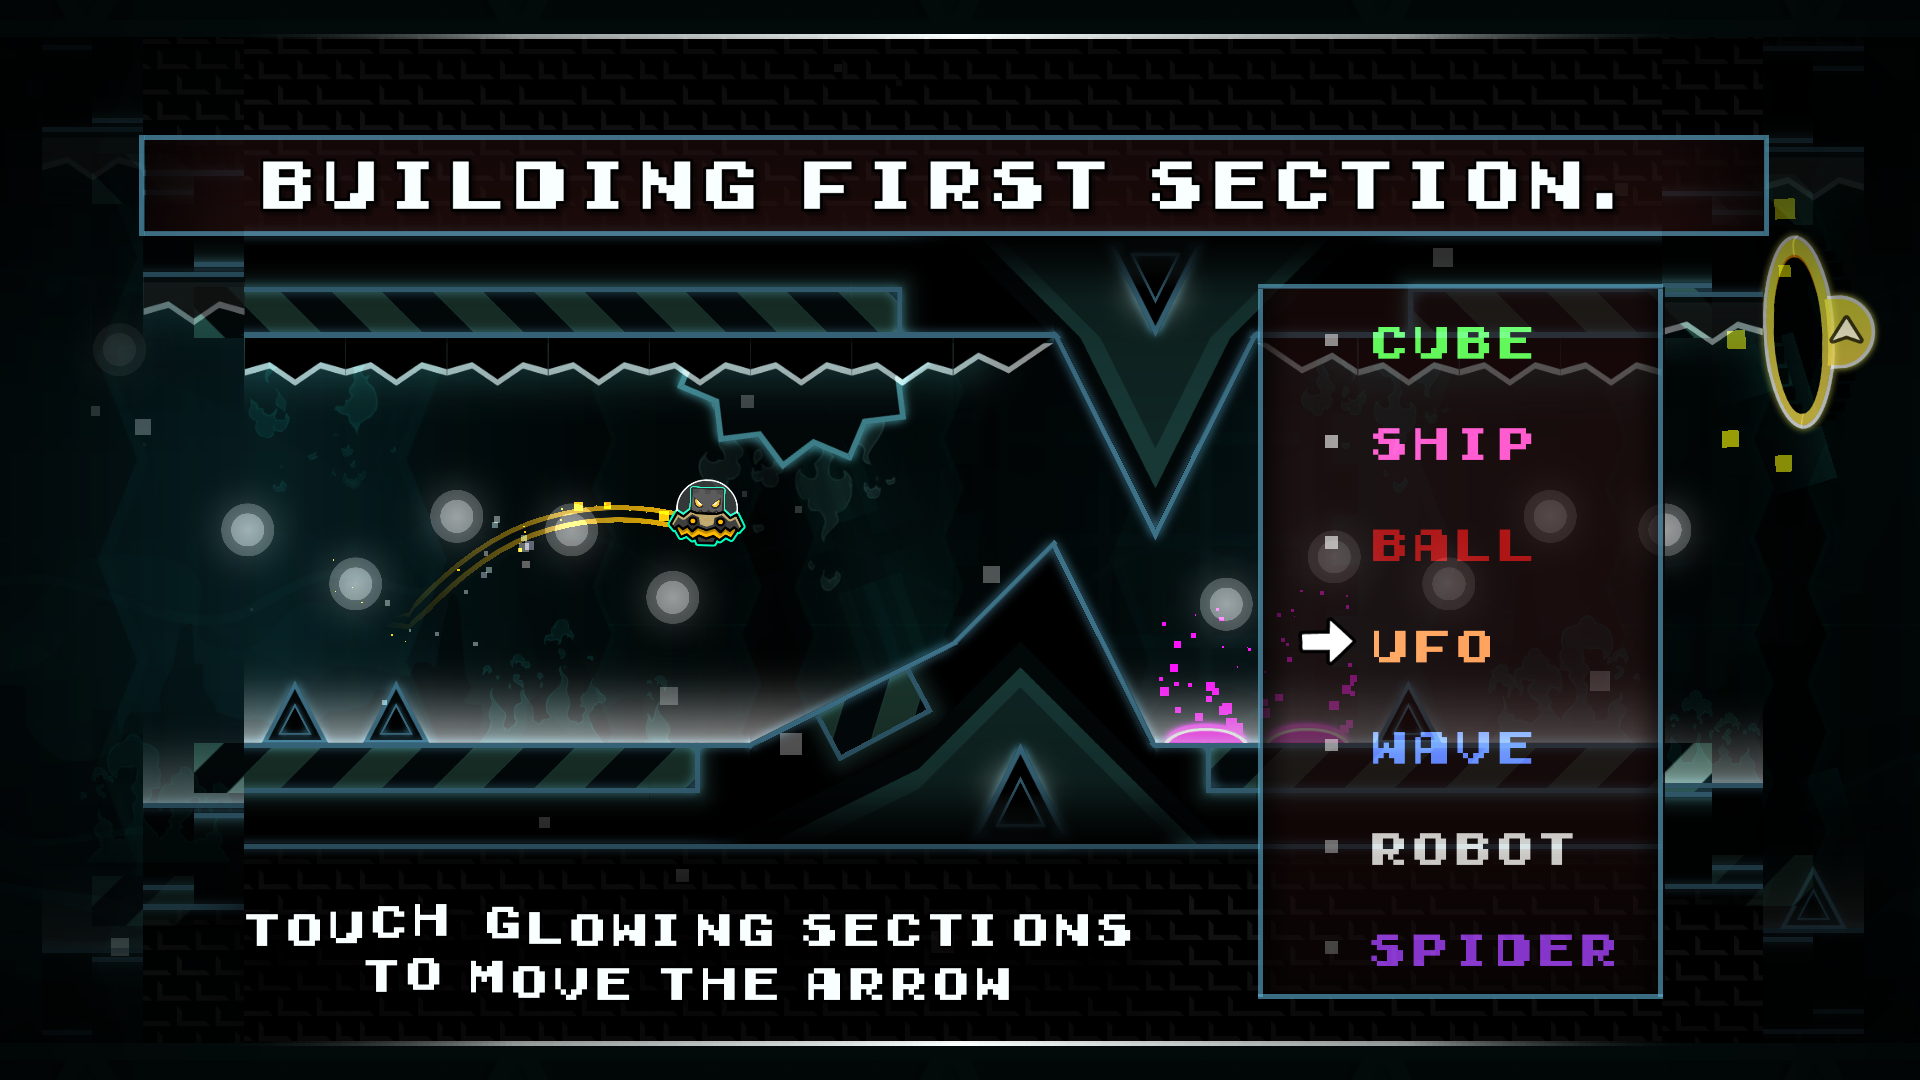 BUILDING FIRST SECTION.
CUBE
SHIP
BALL
UFO
WAVE
ROBOT
SPIDER
TOUCH GLOWING SECTIONS
TO MOVE THE ARROW